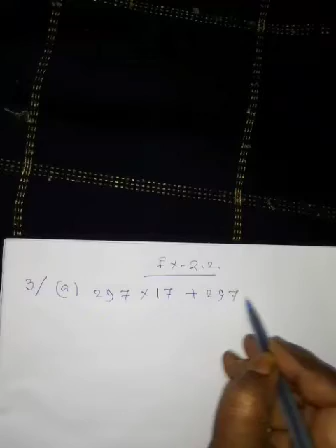 Ex-2.2.
3/ (a) 297 × 17 + 297